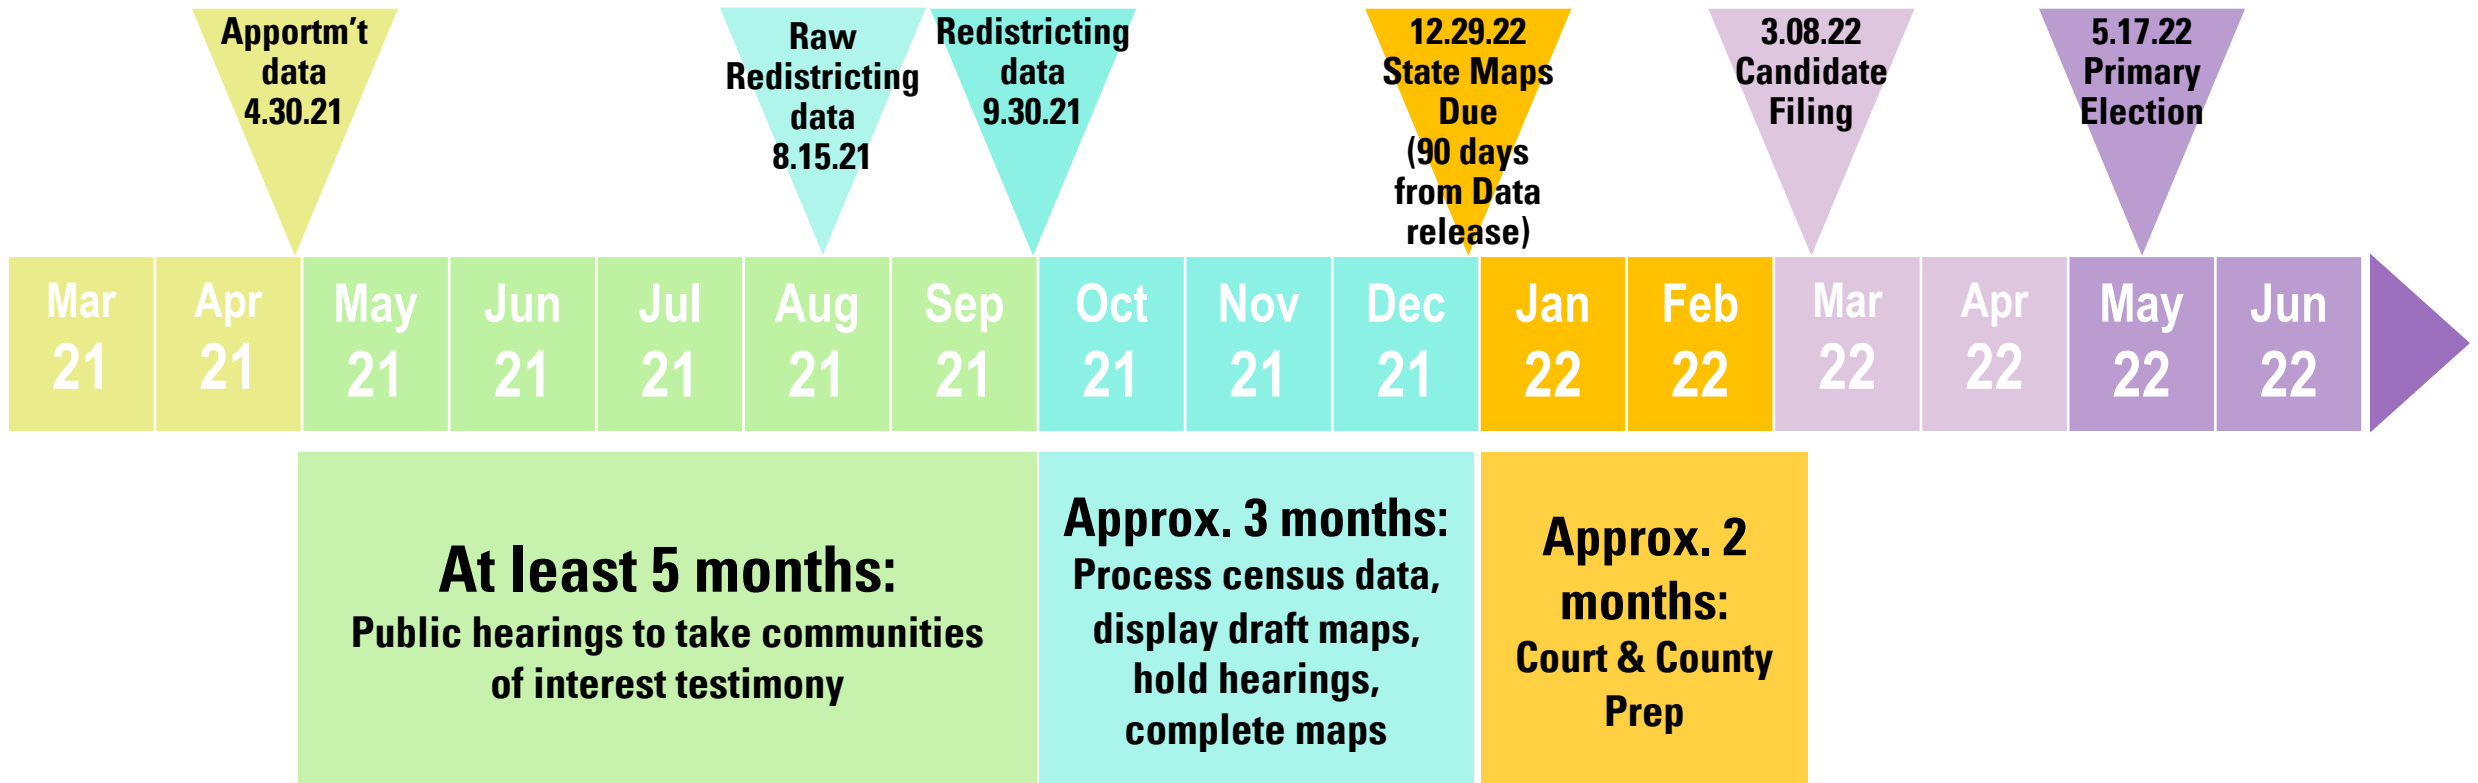 Apportm't
data
4.30.21
Raw
Redistricting
data
8.15.21
Redistricting
data
9.30.21
12.29.22
State Maps
Due
(90 days
from Data
release)
3.08.22
Candidate
Filing
5.17.22
Primary
Election
Mar
21
Apr
21
May
21
Jun
21
Jul
21
Aug
21
Sep
21
Oct
21
Nov
21
Dec
21
Jan
22
Feb
22
Mar
22
Apr
22
May
22
Jun
22
At least 5 months:
Public hearings to take communities
of interest testimony
Approx. 3 months:
Process census data,
display draft maps,
hold hearings,
complete maps
Approx. 2
months:
Court & County
Prep